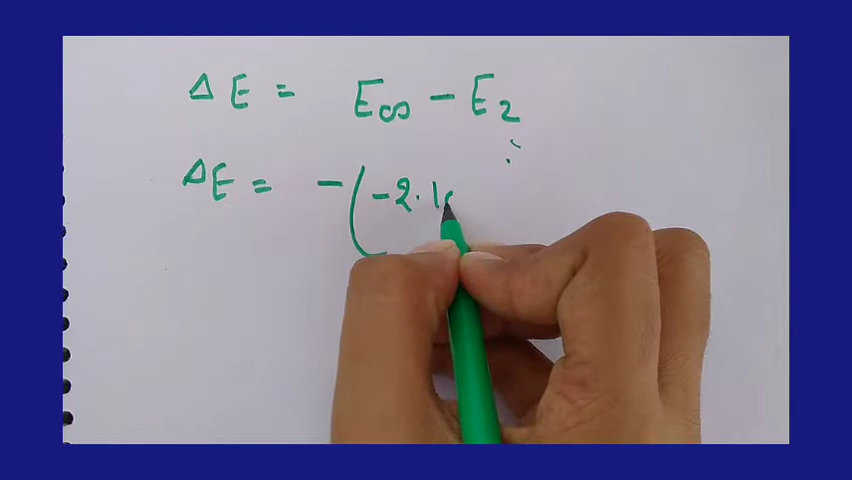 ΔE = E∞ - E2
ΔE = -(-2.1